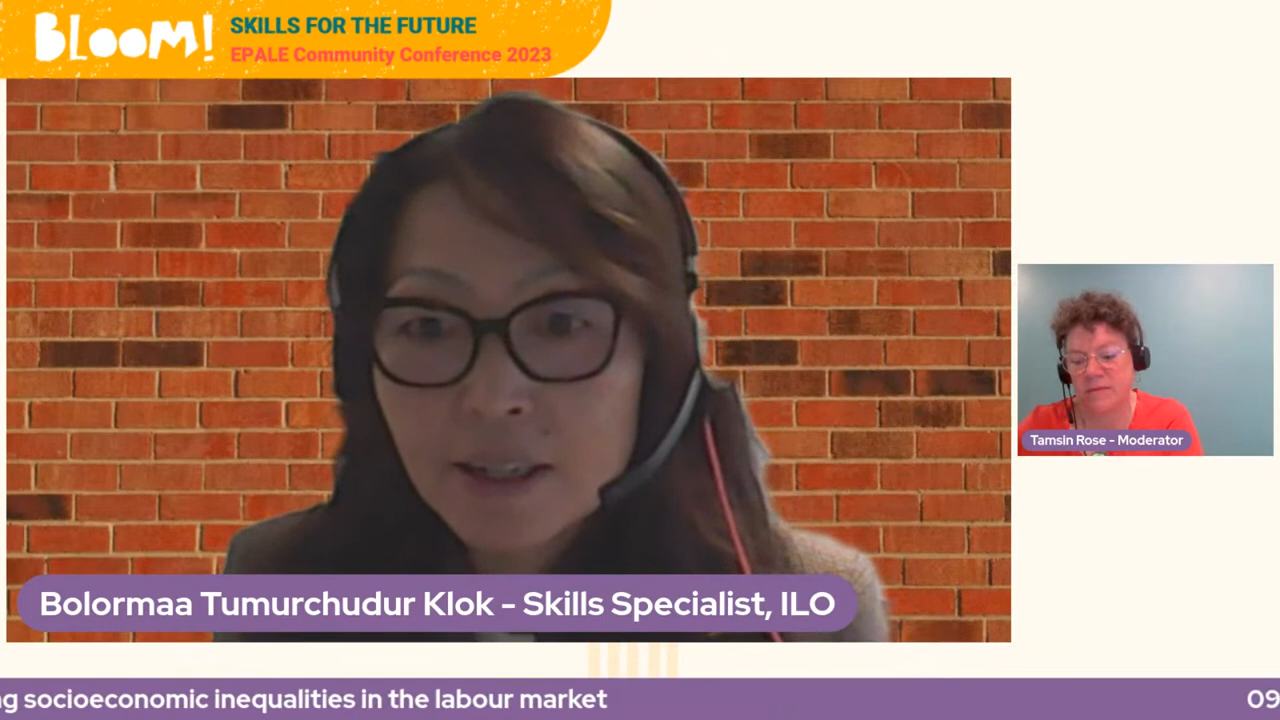 BLOOM!
SKILLS FOR THE FUTURE
EPALE Community Conference 2023
Tamsin Rose - Moderator
Bolormaa Tumurchudur Klok - Skills Specialist, ILO
socioeconomic inequalities in the labour market
09